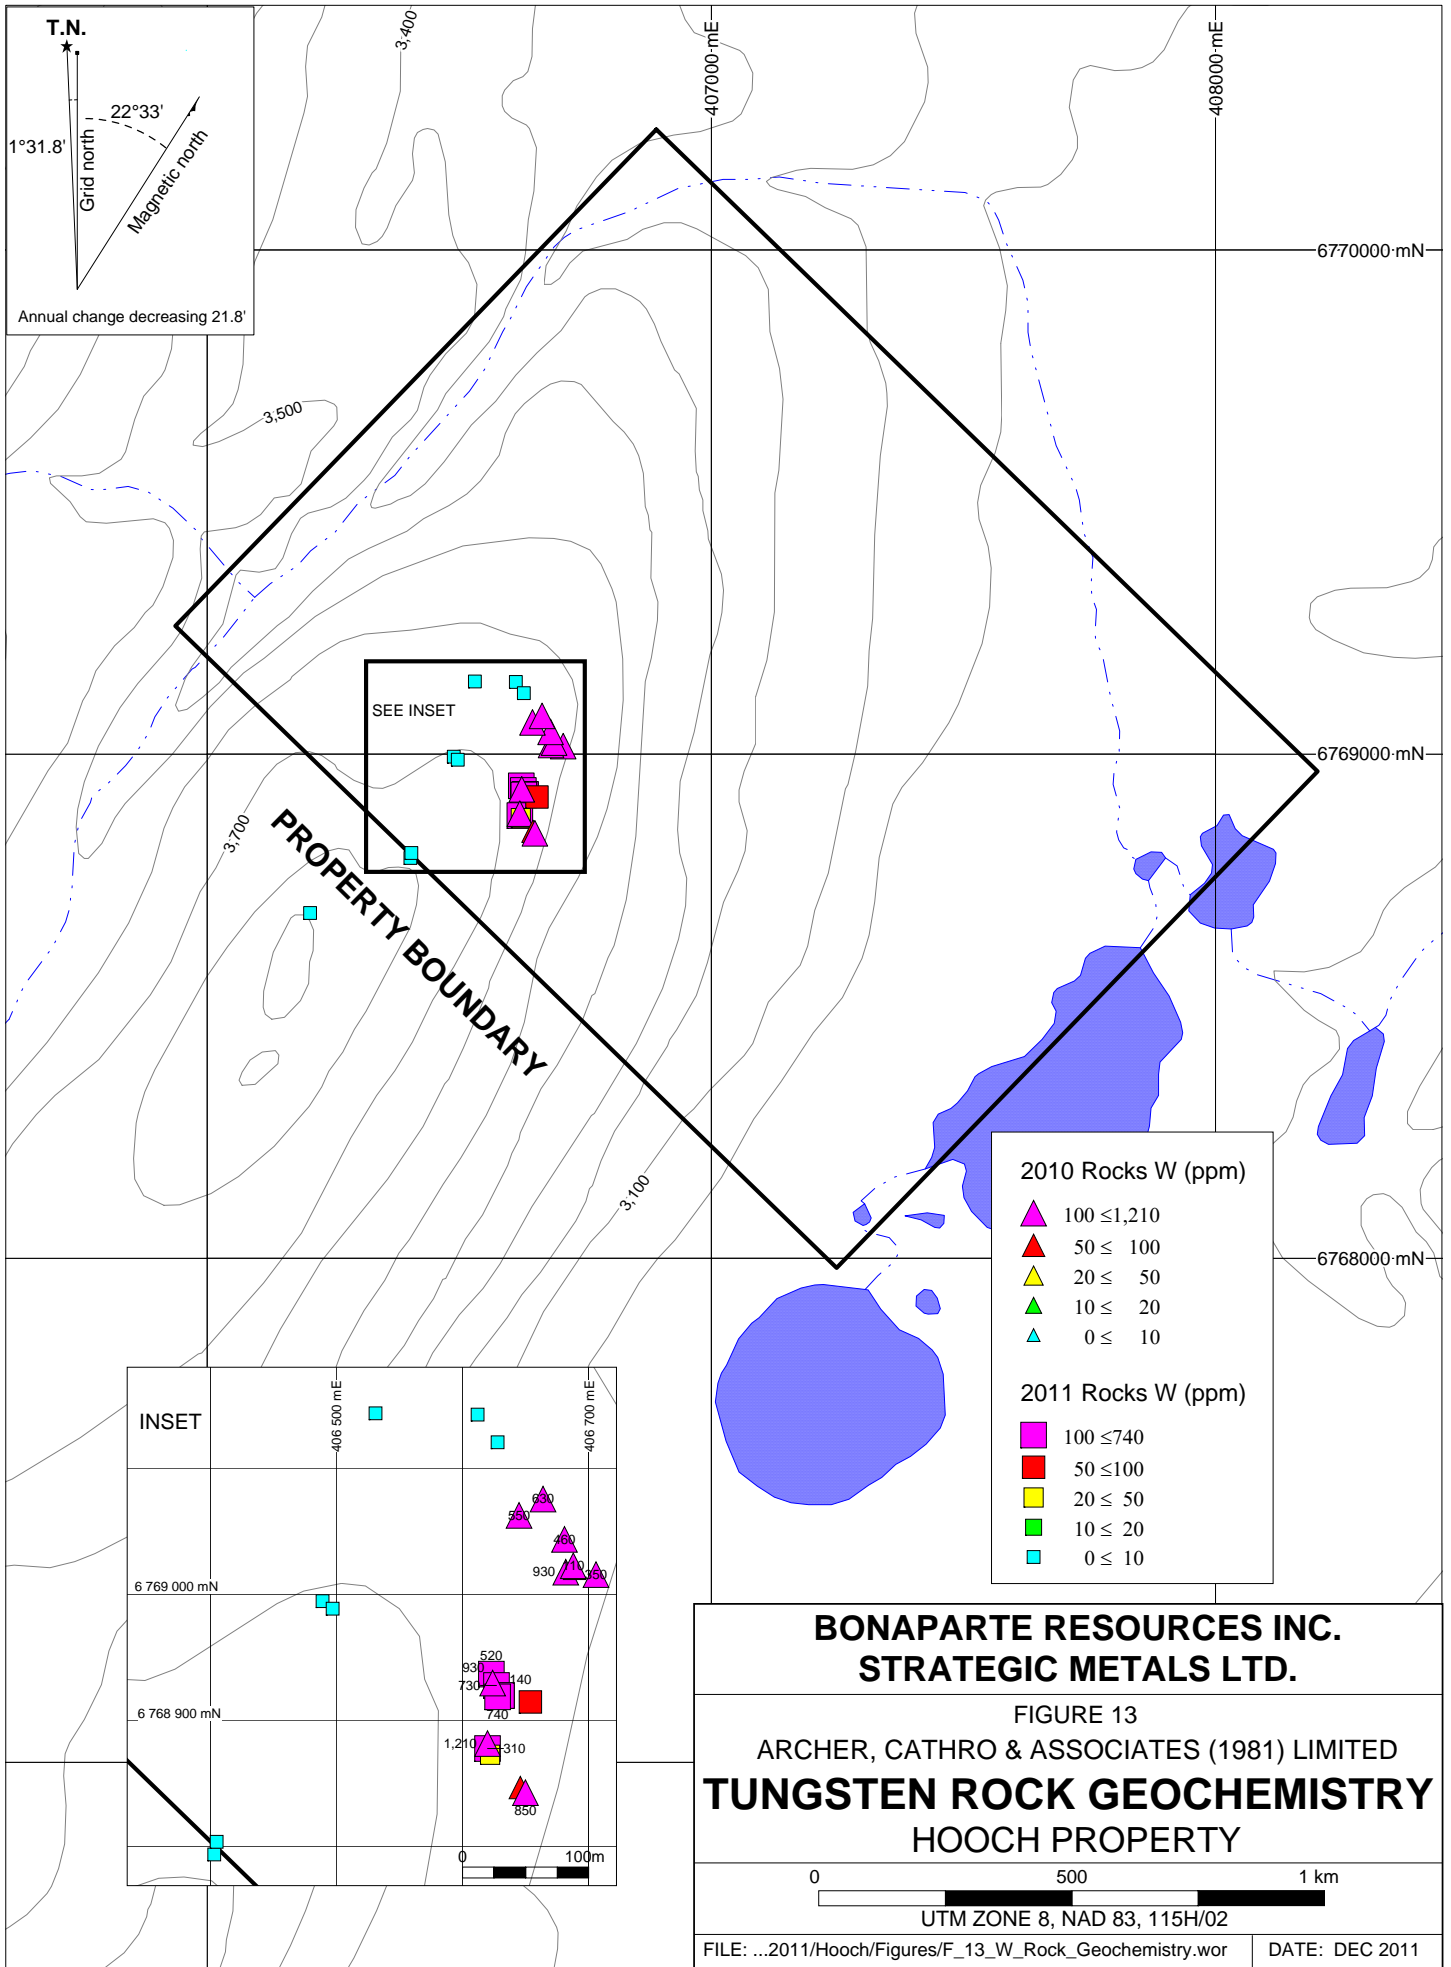 T.N.
22°33'
1°31.8'
Grid north
Magnetic north
Annual change decreasing 21.8'
3,400
407000 mE
408000 mE
6770000 mN
3,500
SEE INSET
6769000 mN
3,700
PROPERTY BOUNDARY
3,100
6768000 mN
2010 Rocks W (ppm)
100 ≤1,210
50 ≤ 100
20 ≤ 50
10 ≤ 20
0 ≤ 10
2011 Rocks W (ppm)
100 ≤740
50 ≤100
20 ≤ 50
10 ≤ 20
0 ≤ 10
INSET
406 500 mE
406 700 mE
630
550
460
930
350
6 769 000 mN
520
930
140
730
6 768 900 mN
740
1,210
310
850
0 100m
BONAPARTE RESOURCES INC.
STRATEGIC METALS LTD.
FIGURE 13
ARCHER, CATHRO & ASSOCIATES (1981) LIMITED
TUNGSTEN ROCK GEOCHEMISTRY
HOOCH PROPERTY
0 500 1 km
UTM ZONE 8, NAD 83, 115H/02
FILE: ...2011/Hooch/Figures/F_13_W_Rock_Geochemistry.wor
DATE: DEC 2011